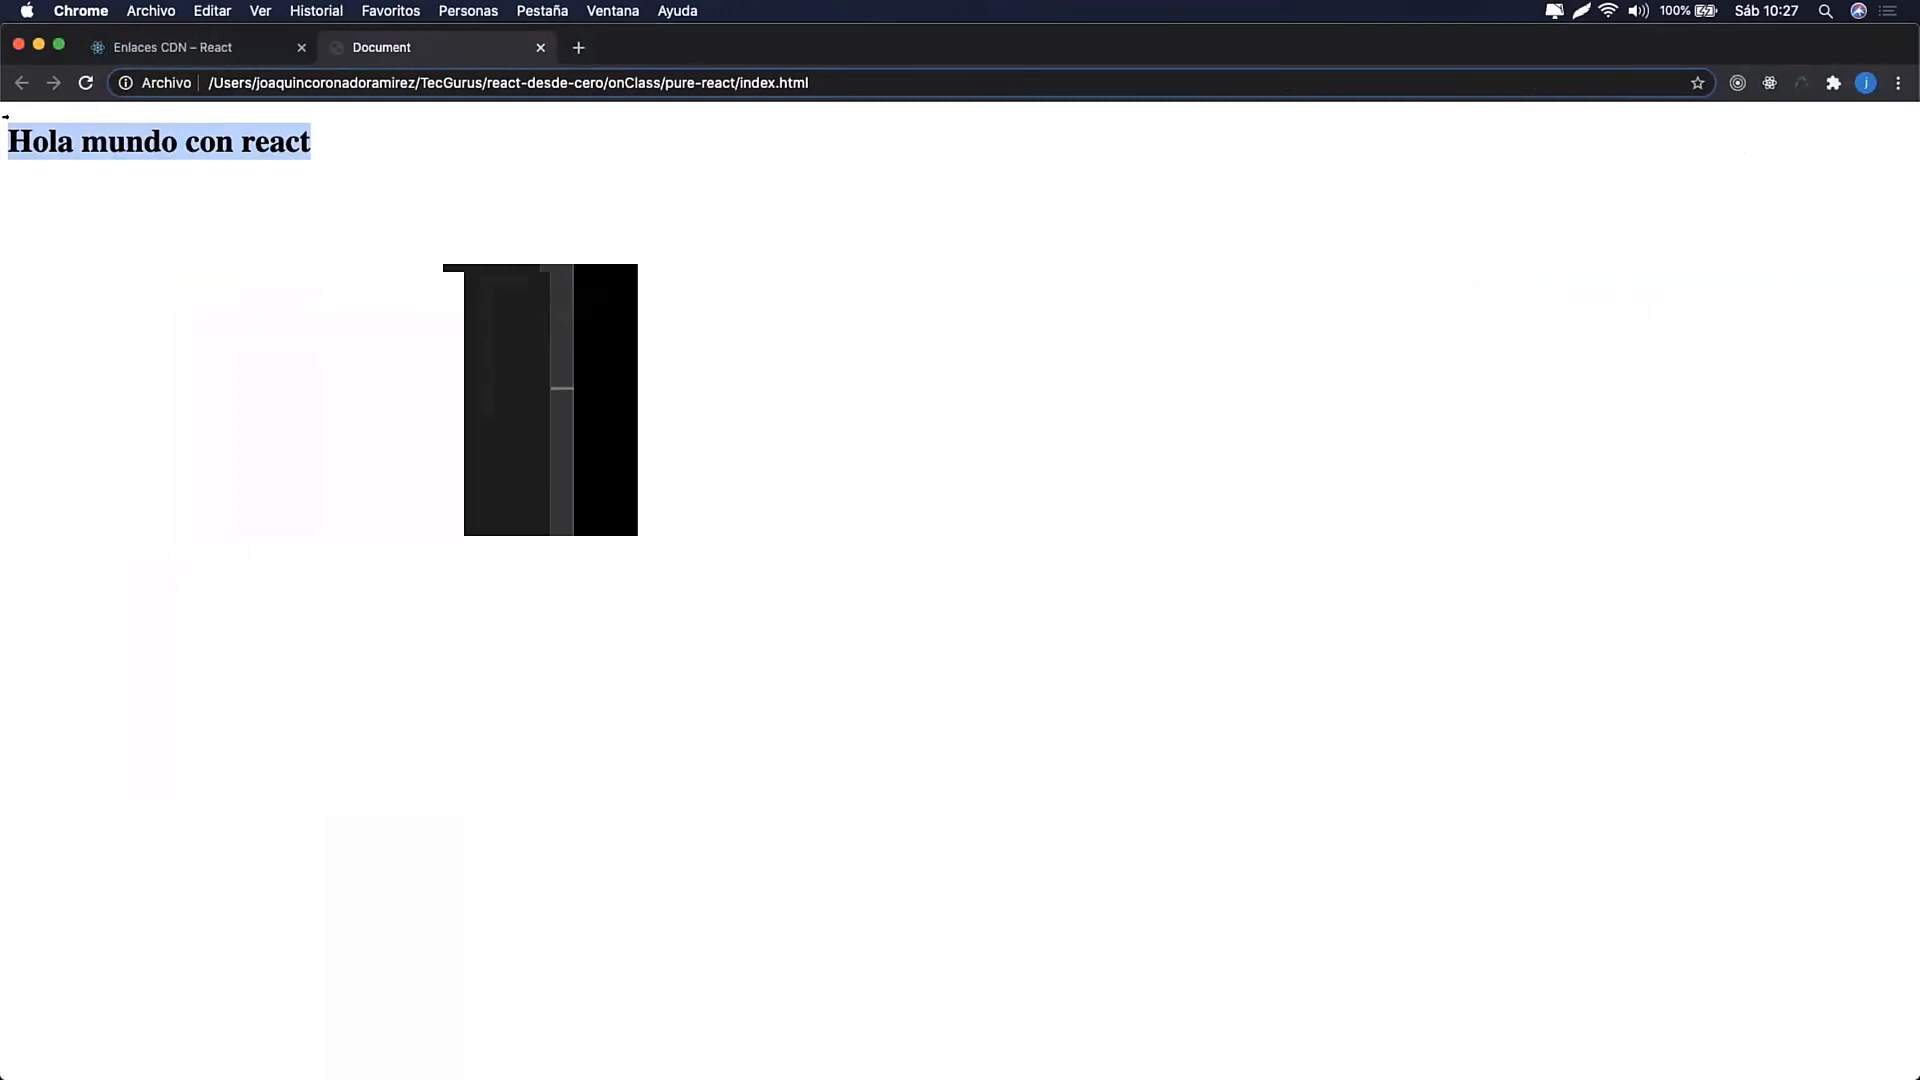 Chrome Archivo Editar Ver Historial Favoritos Personas Pestaña Ventana Ayuda 100% Sáb 10:27
Enlaces CDN – React Document
Archivo /Users/joaquincoronadoramirez/TecGurus/react-desde-cero/onClass/pure-react/index.html j
Hola mundo con react